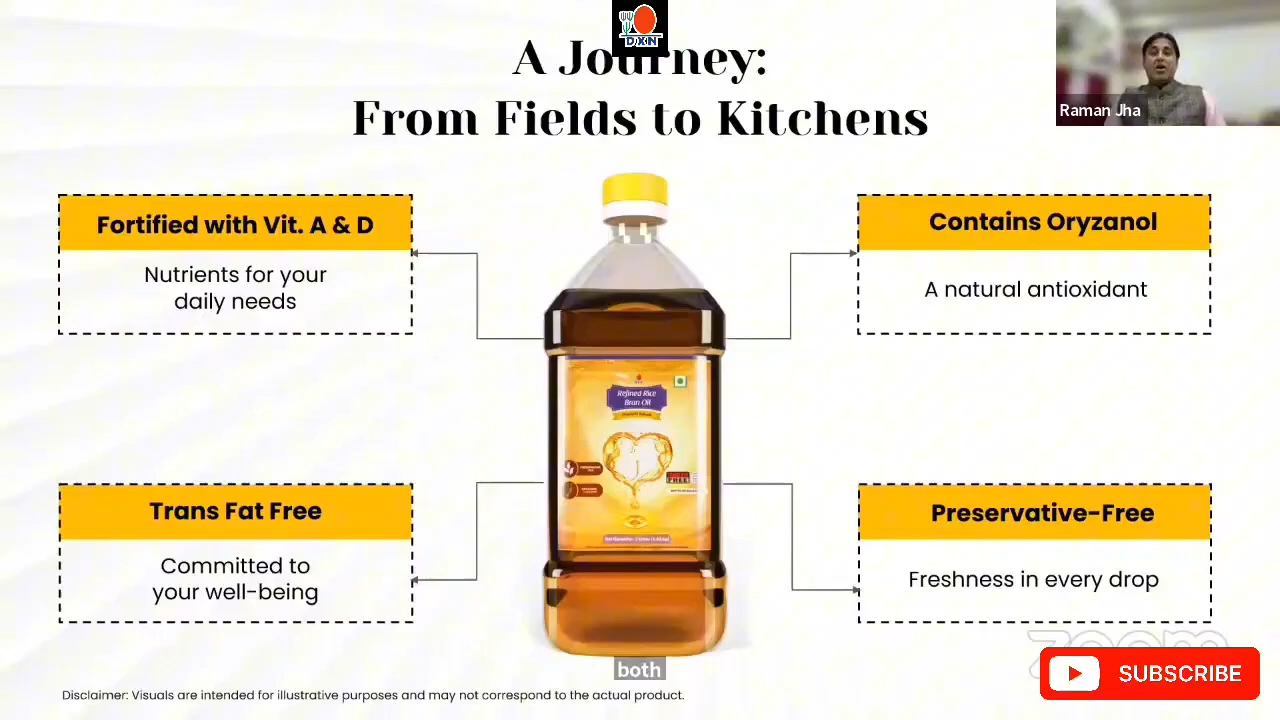 DXN
A Journey:
From Fields to Kitchens
Raman Jha
Fortified with Vit. A & D
Nutrients for your
daily needs
Contains Oryzanol
A natural antioxidant
Refined Rice
Bran Oil
FREE
Trans Fat Free
Committed to
your well-being
Preservative-Free
Freshness in every drop
both
zoom
SUBSCRIBE
Disclaimer: Visuals are intended for illustrative purposes and may not correspond to the actual product.